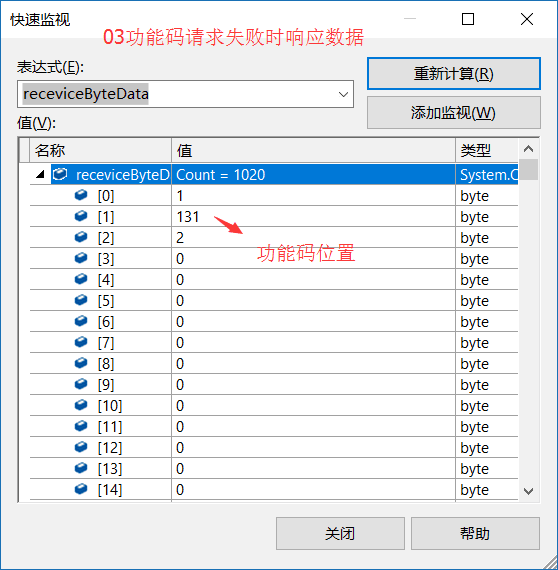 快速监视
03功能码请求失败时响应数据
表达式(E):
重新计算(R)
receviceByteData
添加监视(W)
值(V):
名称 值 类型
receviceByteD Count = 1020 System.C
[0] 1 byte
[1] 131 byte
[2] 2 byte
功能码位置
[3] 0 byte
[4] 0 byte
[5] 0 byte
[6] 0 byte
[7] 0 byte
[8] 0 byte
[9] 0 byte
[10] 0 byte
[11] 0 byte
[12] 0 byte
[13] 0 byte
[14] 0 byte
关闭 帮助